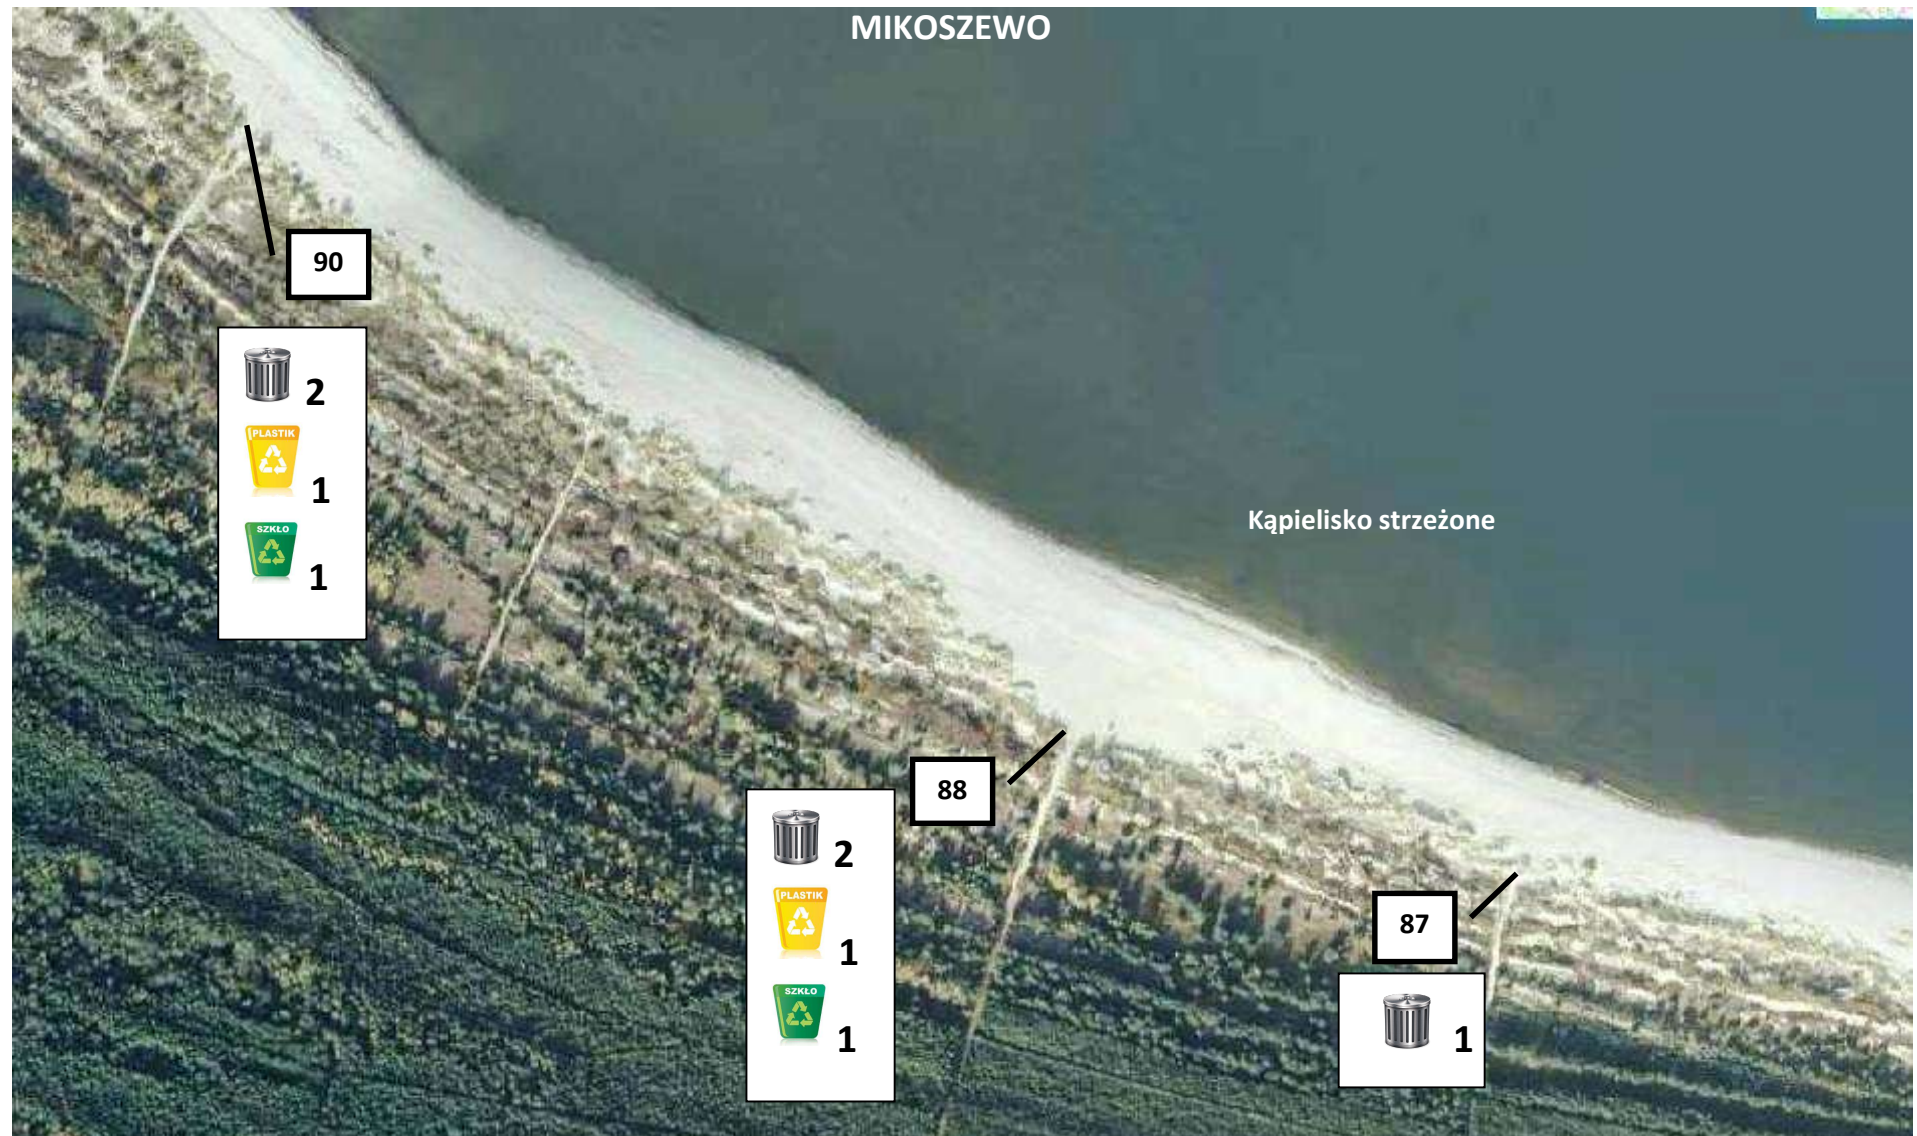 MIKOSZEWO
90
2
PLASTIK
1
SZKŁO
1
Kąpielisko strzeżone
88
2
PLASTIK
1
SZKŁO
1
87
1